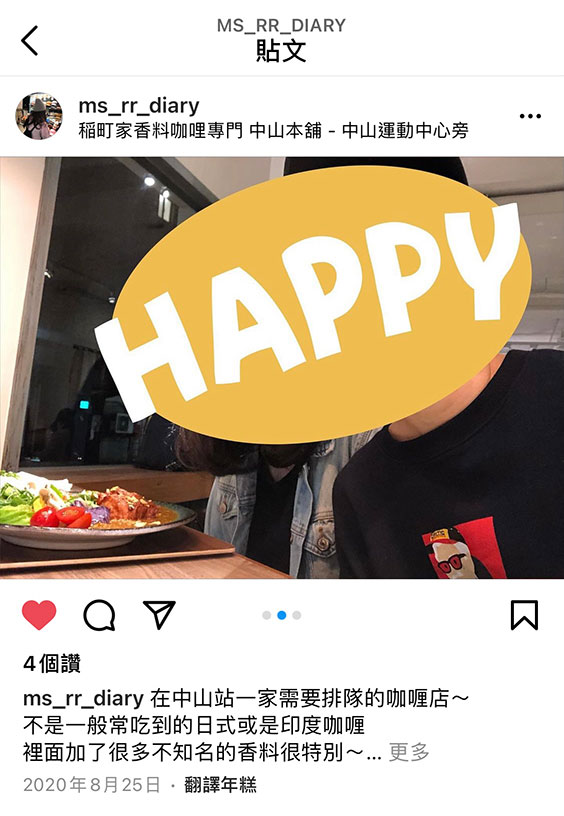 MS_RR_DIARY
貼文
ms_rr_diary
稲町家香料咖哩專門 中山本舖 - 中山運動中心旁
HAPPY
4個讚
ms_rr_diary 在中山站一家需要排隊的咖喱店～
不是一般常吃到的日式或是印度咖喱
裡面加了很多不知名的香料很特別～... 更多
2020年8月25日 · 翻譯年糕